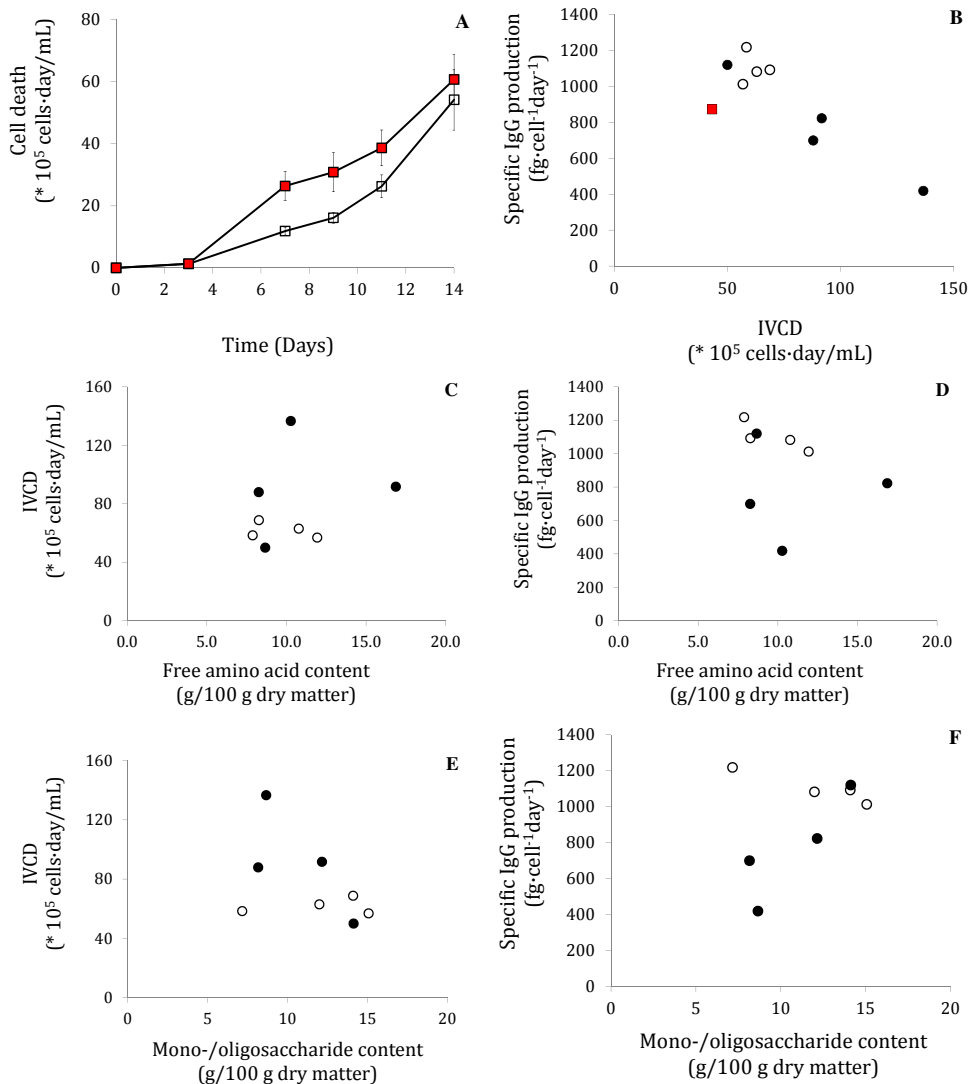 A
Cell death
(* 10⁵ cells·day/mL)
80
60
40
20
0
0 2 4 6 8 10 12 14
Time (Days)
B
Specific IgG production
(fg·cell⁻¹day⁻¹)
1400
1200
1000
800
600
400
200
0
0 50 100 150
IVCD
(* 10⁵ cells·day/mL)
C
IVCD
(* 10⁵ cells·day/mL)
160
120
80
40
0
0.0 5.0 10.0 15.0 20.0
Free amino acid content
(g/100 g dry matter)
D
Specific IgG production
(fg·cell⁻¹day⁻¹)
1400
1200
1000
800
600
400
200
0
0.0 5.0 10.0 15.0 20.0
Free amino acid content
(g/100 g dry matter)
E
IVCD
(* 10⁵ cells·day/mL)
160
120
80
40
0
0 5 10 15 20
Mono-/oligosaccharide content
(g/100 g dry matter)
F
Specific IgG production
(fg·cell⁻¹day⁻¹)
1400
1200
1000
800
600
400
200
0
0 5 10 15 20
Mono-/oligosaccharide content
(g/100 g dry matter)